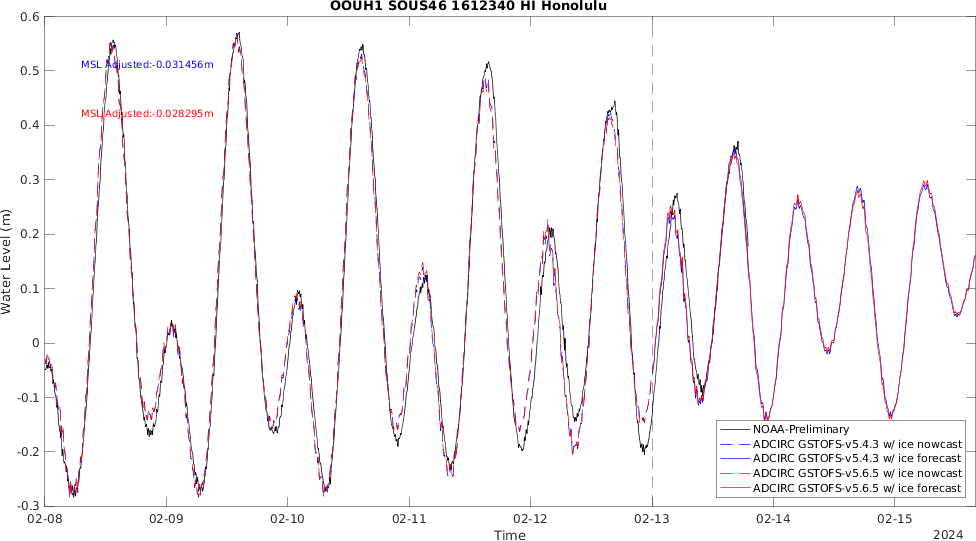 OOUH1 SOUS46 1612340 HI Honolulu
0.6
0.5
0.4
0.3
0.2
0.1
0
-0.1
-0.2
-0.3
Water Level (m)
MSL Adjusted:-0.031456m
MSL Adjusted:-0.028295m
NOAA-Preliminary
ADCIRC GSTOFS-v5.4.3 w/ ice nowcast
ADCIRC GSTOFS-v5.4.3 w/ ice forecast
ADCIRC GSTOFS-v5.6.5 w/ ice nowcast
ADCIRC GSTOFS-v5.6.5 w/ ice forecast
02-08 02-09 02-10 02-11 02-12 02-13 02-14 02-15
Time
2024